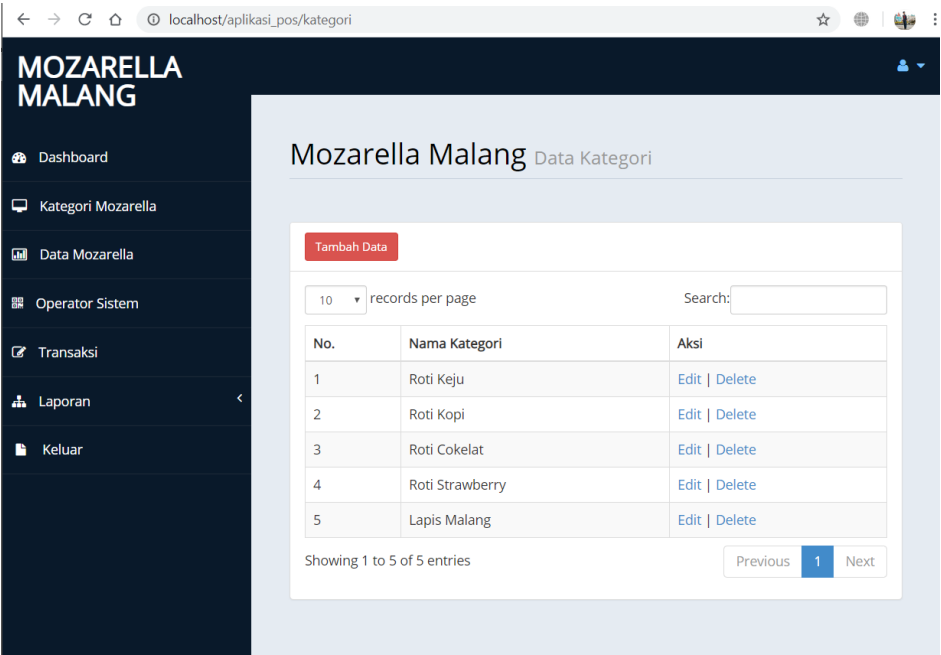 localhost/aplikasi_pos/kategori
MOZARELLA
MALANG
Dashboard
Kategori Mozarella
Data Mozarella
Operator Sistem
Transaksi
Laporan
Keluar
Mozarella Malang Data Kategori
Tambah Data
10 records per page Search:
No. Nama Kategori Aksi
1 Roti Keju Edit | Delete
2 Roti Kopi Edit | Delete
3 Roti Cokelat Edit | Delete
4 Roti Strawberry Edit | Delete
5 Lapis Malang Edit | Delete
Showing 1 to 5 of 5 entries Previous 1 Next